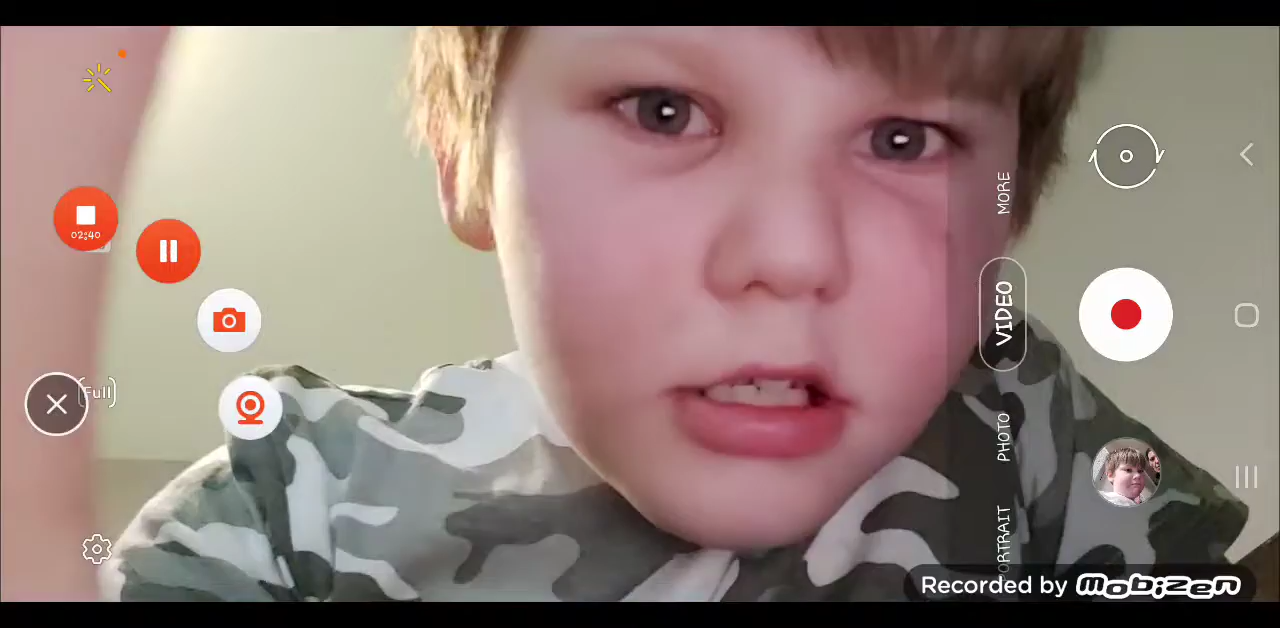 02:40
Full
MORE
VIDEO
PHOTO
PORTRAIT
Recorded by Mobizen